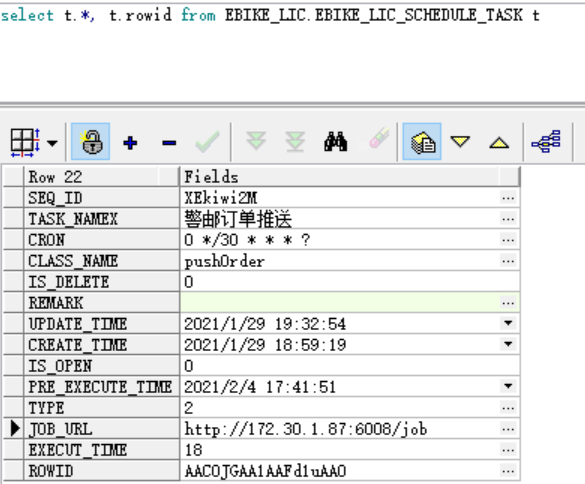 select t.*, t.rowid from EBIKE_LIC.EBIKE_LIC_SCHEDULE_TASK t
Row 22 Fields
SEQ_ID XEkiwi2M
TASK_NAMEX 警邮订单推送
CRON 0 */30 * * * ?
CLASS_NAME pushOrder
IS_DELETE 0
REMARK
UPDATE_TIME 2021/1/29 19:32:54
CREATE_TIME 2021/1/29 18:59:19
IS_OPEN 0
PRE_EXECUTE_TIME 2021/2/4 17:41:51
TYPE 2
JOB_URL http://172.30.1.87:6008/job
EXECUT_TIME 18
ROWID AACOJGAA1AAFd1uAAO